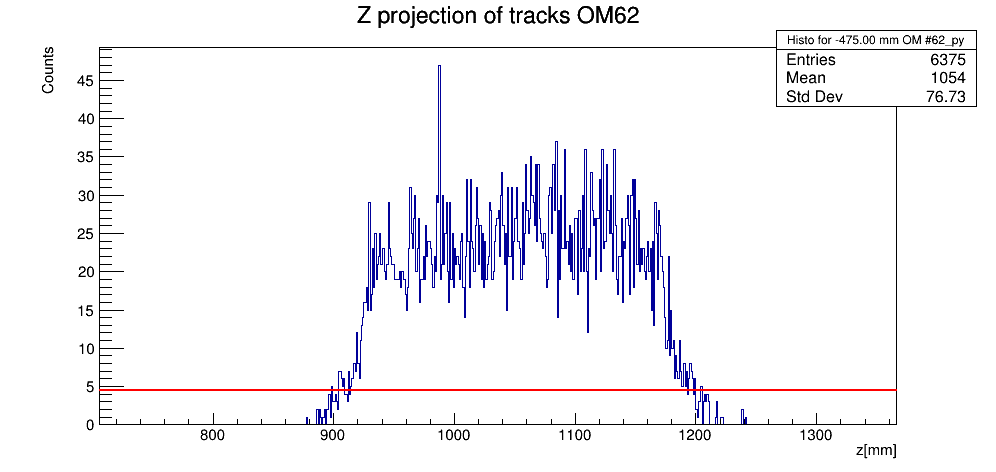 Z projection of tracks OM62
Histo for -475.00 mm OM #62_py
Entries 6375
Mean 1054
Std Dev 76.73
Counts
45
40
35
30
25
20
15
10
5
0
800 900 1000 1100 1200 1300
z[mm]